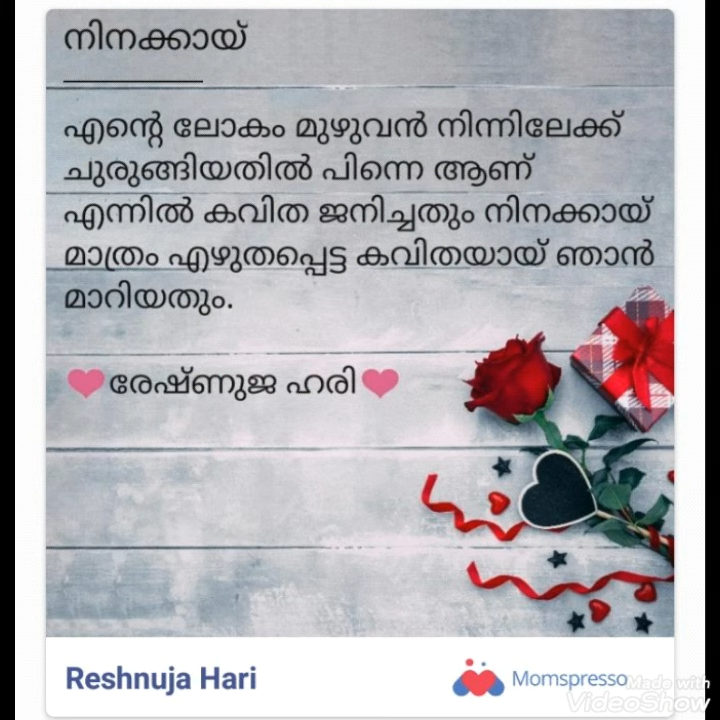 നിനക്കായ്
എൻ്റെ ലോകം മുഴുവൻ നിന്നിലേക്ക്
ചുരുങ്ങിയതിൽ പിന്നെ ആണ്
എന്നിൽ കവിത ജനിച്ചതും നിനക്കായ്
മാത്രം എഴുതപ്പെട്ട കവിതയായ് ഞാൻ
മാറിയതും.
💗രേഷ്ണുജ ഹരി💗
Reshnuja Hari
Momspresso
Made with
VideoShow